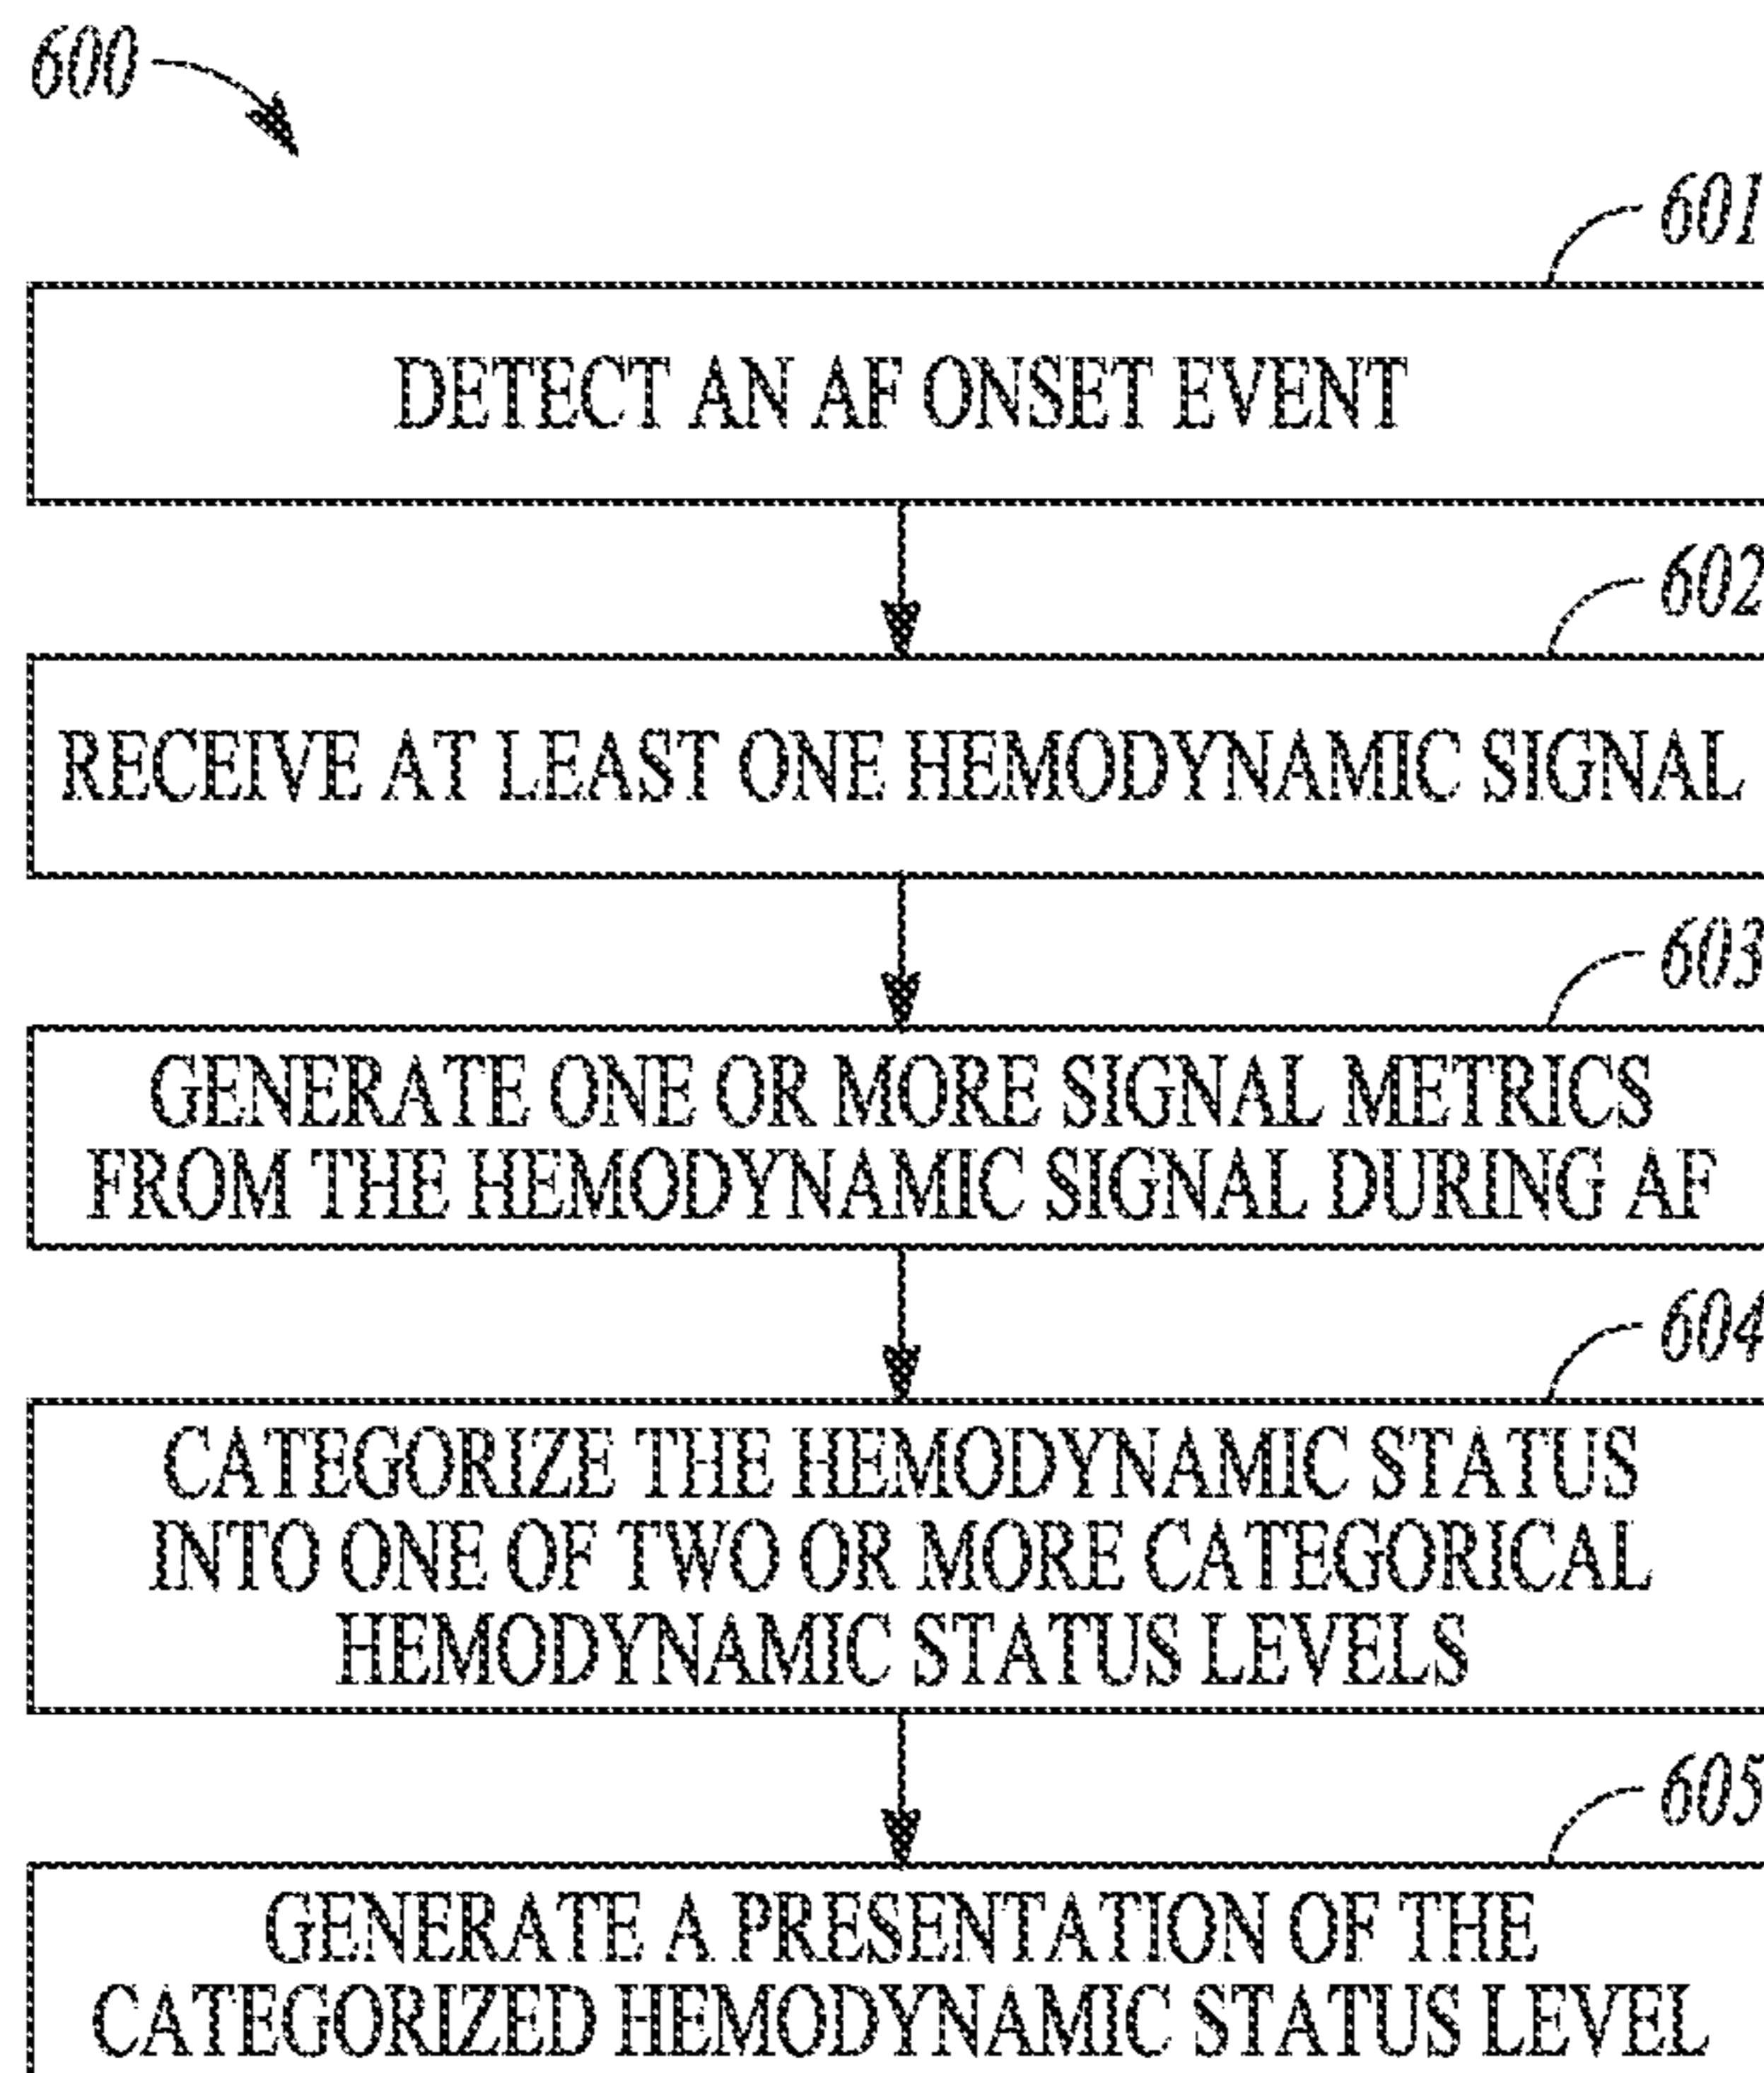 600
601
DETECT AN AF ONSET EVENT
602
RECEIVE AT LEAST ONE HEMODYNAMIC SIGNAL
603
GENERATE ONE OR MORE SIGNAL METRICS
FROM THE HEMODYNAMIC SIGNAL DURING AF
604
CATEGORIZE THE HEMODYNAMIC STATUS
INTO ONE OF TWO OR MORE CATEGORICAL
HEMODYNAMIC STATUS LEVELS
605
GENERATE A PRESENTATION OF THE
CATEGORIZED HEMODYNAMIC STATUS LEVEL